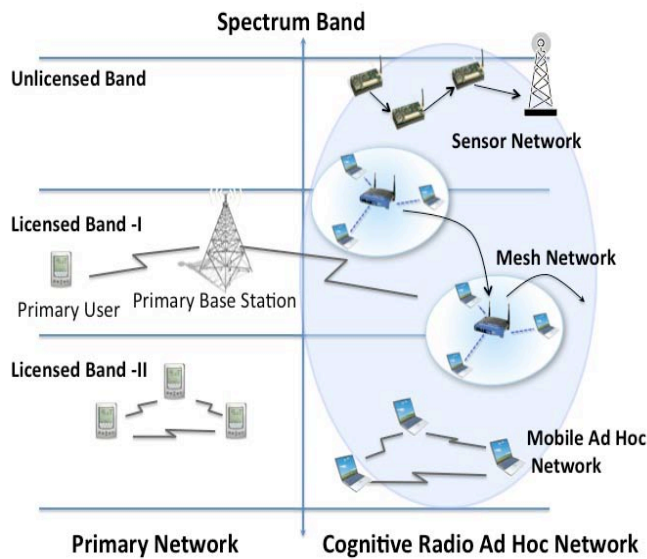 Spectrum Band
Unlicensed Band
Sensor Network
Licensed Band -I
Primary User
Primary Base Station
Mesh Network
Licensed Band -II
Mobile Ad Hoc
Network
Primary Network
Cognitive Radio Ad Hoc Network